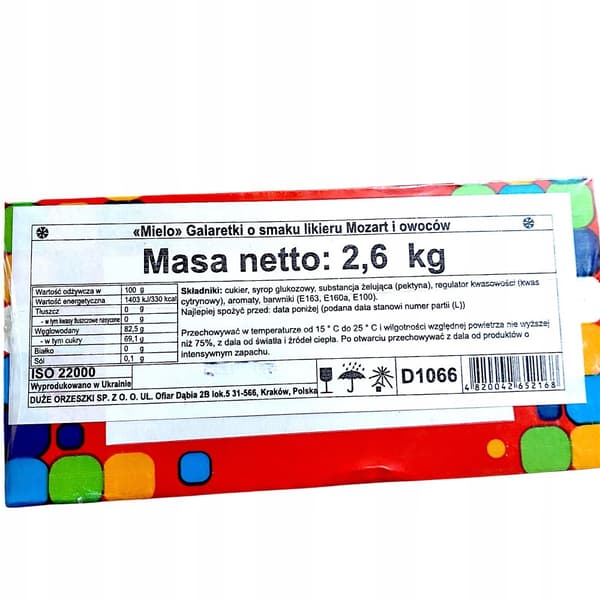 «Mielo» Galaretki o smaku likieru Mozart i owoców
Masa netto: 2,6 kg
Wartość odżywcza w 100 g
Wartość energetyczna 1403 kJ/330 kcal
Tłuszcz 0 g
- w tym kwasy tłuszczowe nasycone 0 g
Węglowodany 82,5 g
- w tym cukry 69,1 g
Białko 0 g
Sól 0,1 g
Składniki: cukier, syrop glukozowy, substancja żelująca (pektyna), regulator kwasowości (kwas
cytrynowy), aromaty, barwniki (E163, E160a, E100).
Najlepiej spożyć przed: data poniżej (podana data stanowi numer partii (L))
Przechowywać w temperaturze od 15 ° C do 25 ° C i wilgotności względnej powietrza nie wyższej
niż 75%, z dala od światła i źródeł ciepła. Po otwarciu przechowywać z dala od produktów o
intensywnym zapachu.
ISO 22000
Wyprodukowano w Ukrainie
DUŻE ORZESZKI SP. Z O. O. UL. Ofiar Dąbia 2B lok.5 31-566, Kraków, Polska
D1066
4820042652168